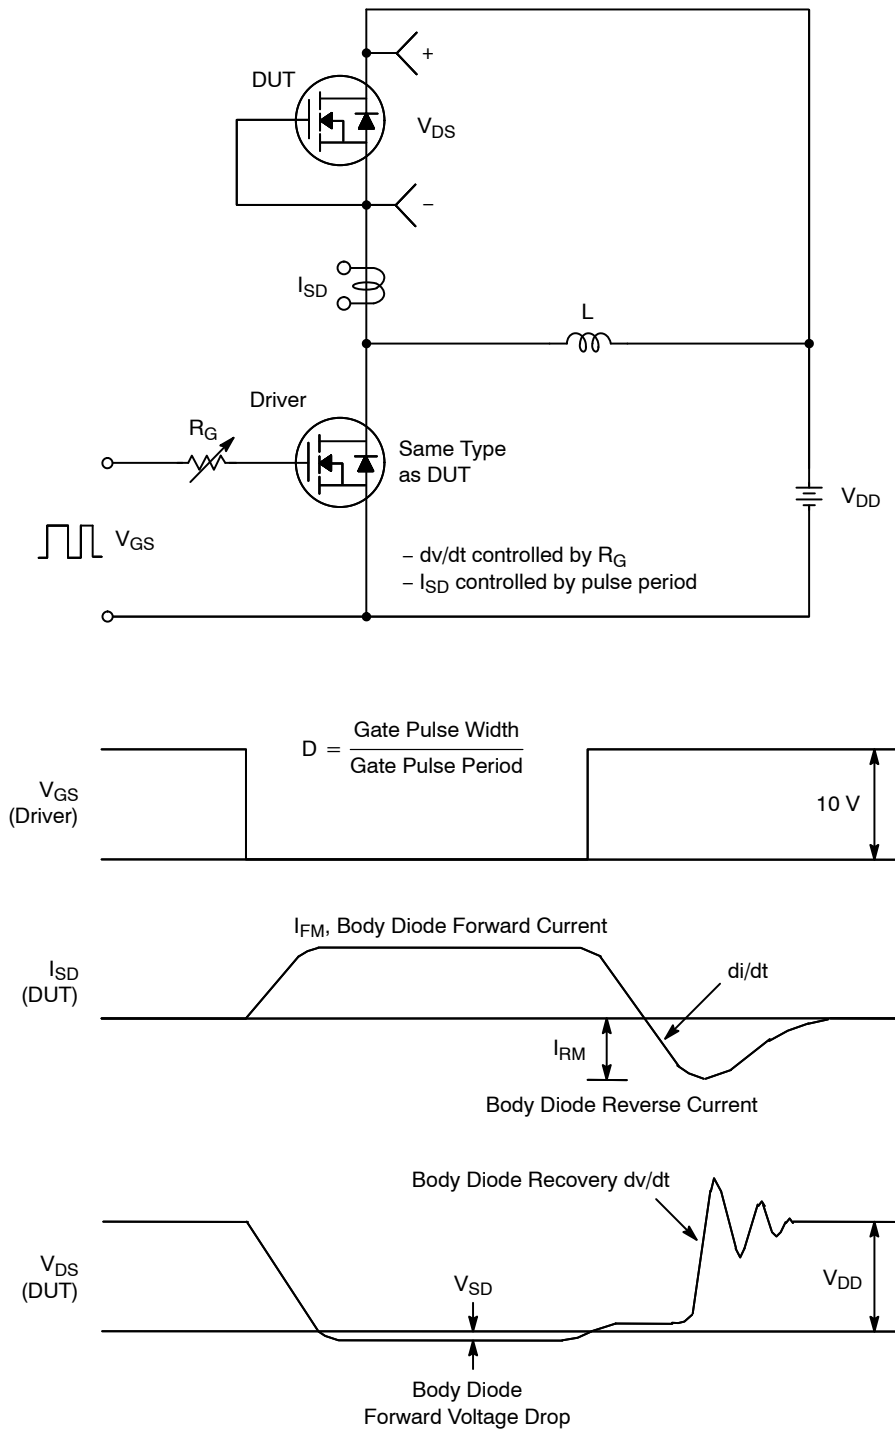 DUT
+
V_DS
−
I_SD
L
Driver
R_G
Same Type
as DUT
V_DD
V_GS
− dv/dt controlled by R_G
− I_SD controlled by pulse period
D = Gate Pulse Width
Gate Pulse Period
V_GS
(Driver)
10 V
I_FM, Body Diode Forward Current
I_SD
(DUT)
di/dt
I_RM
Body Diode Reverse Current
Body Diode Recovery dv/dt
V_DS
(DUT)
V_SD
V_DD
Body Diode
Forward Voltage Drop